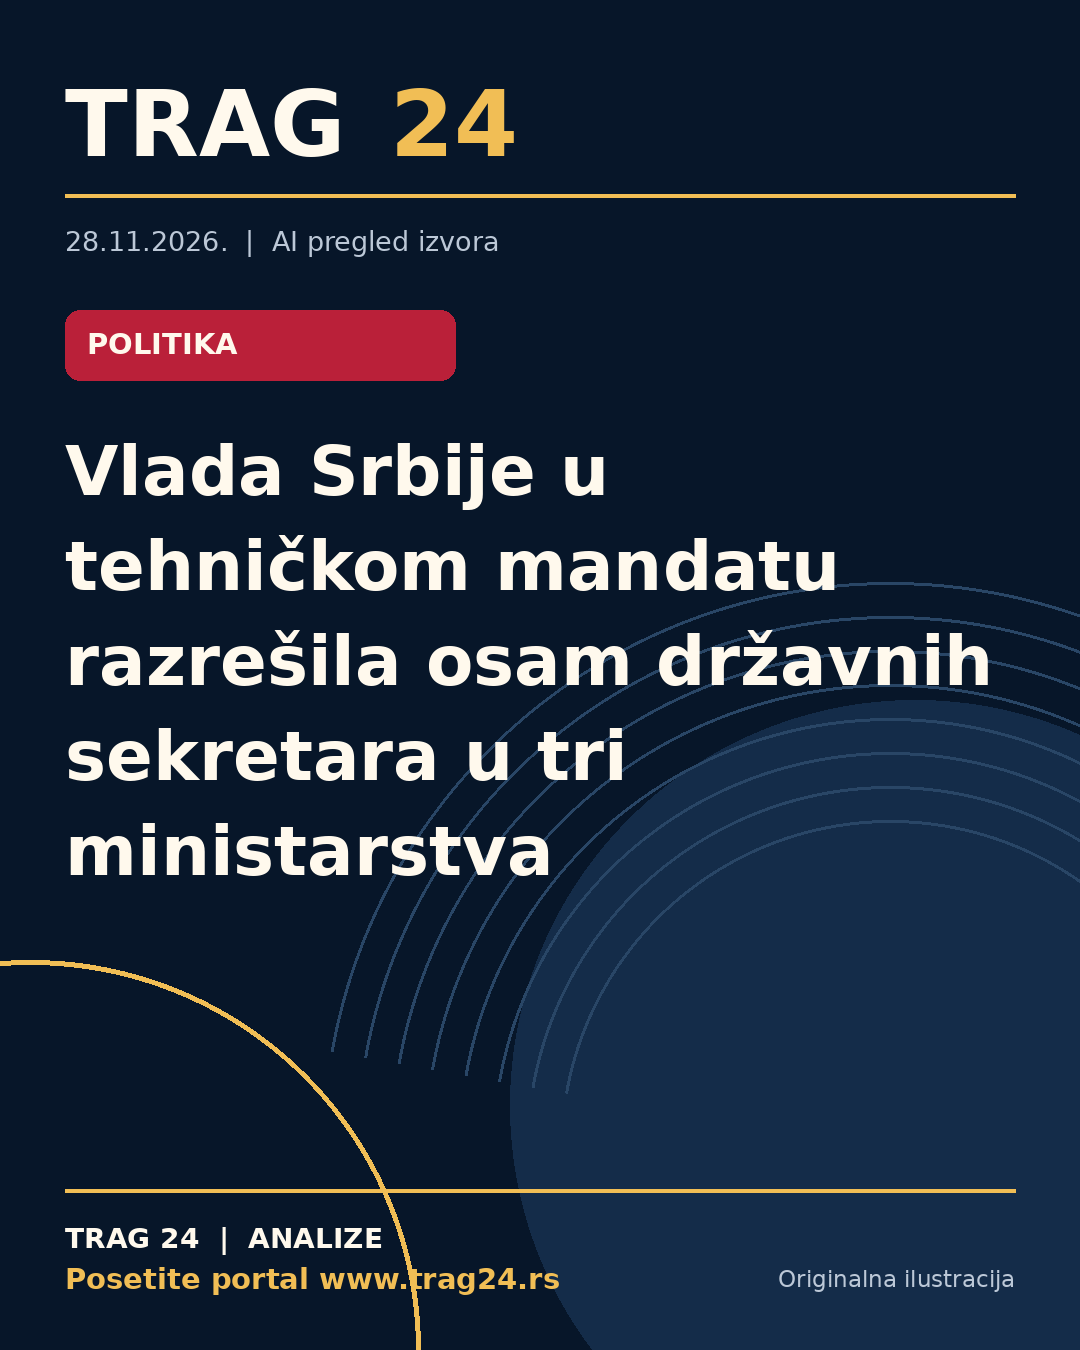 TRAG 24
28.11.2026. | AI pregled izvora
POLITIKA
Vlada Srbije u
tehničkom mandatu
razrešila osam državnih
sekretara u tri
ministarstva
TRAG 24 | ANALIZE
Posetite portal www.trag24.rs
Originalna ilustracija